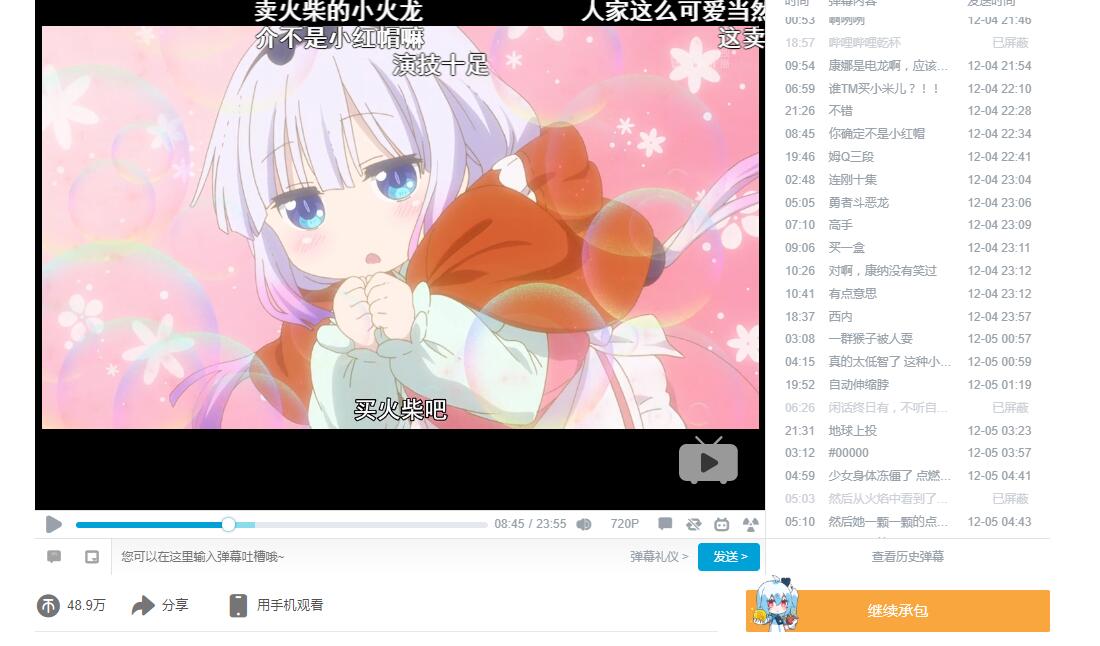 卖火柴的小火龙
人家这么可爱当然
介不是小红帽嘛
这卖
演技十足
买火柴吧
08:45 / 23:55
720P
您可以在这里输入弹幕吐槽哦~
弹幕礼仪 >
发送 >
48.9万
分享
用手机观看
时间 弹幕内容 发送时间
00:53 啊咧咧 12-04 21:46
18:57 哔哩哔哩乾杯 已屏蔽
09:54 康娜是电龙啊，应该... 12-04 21:54
06:59 谁TM买小米儿？！！ 12-04 22:10
21:26 不错 12-04 22:28
08:45 你确定不是小红帽 12-04 22:34
19:46 姆Q三段 12-04 22:41
02:48 连刚十集 12-04 23:04
05:05 勇者斗恶龙 12-04 23:06
07:10 高手 12-04 23:09
09:06 买一盒 12-04 23:11
10:26 对啊，康纳没有笑过 12-04 23:12
10:41 有点意思 12-04 23:12
18:37 西内 12-04 23:57
03:08 一群猴子被人耍 12-05 00:57
04:15 真的太低智了 这种小... 12-05 00:59
19:52 自动伸缩脖 12-05 01:19
06:26 闲话终日有，不听自... 已屏蔽
21:31 地球上投 12-05 03:23
03:12 #00000 12-05 03:57
04:59 少女身体冻僵了 点燃... 12-05 04:41
05:03 然后从火焰中看到了... 已屏蔽
05:10 然后她一颗一颗的点... 12-05 04:43
查看历史弹幕
继续承包